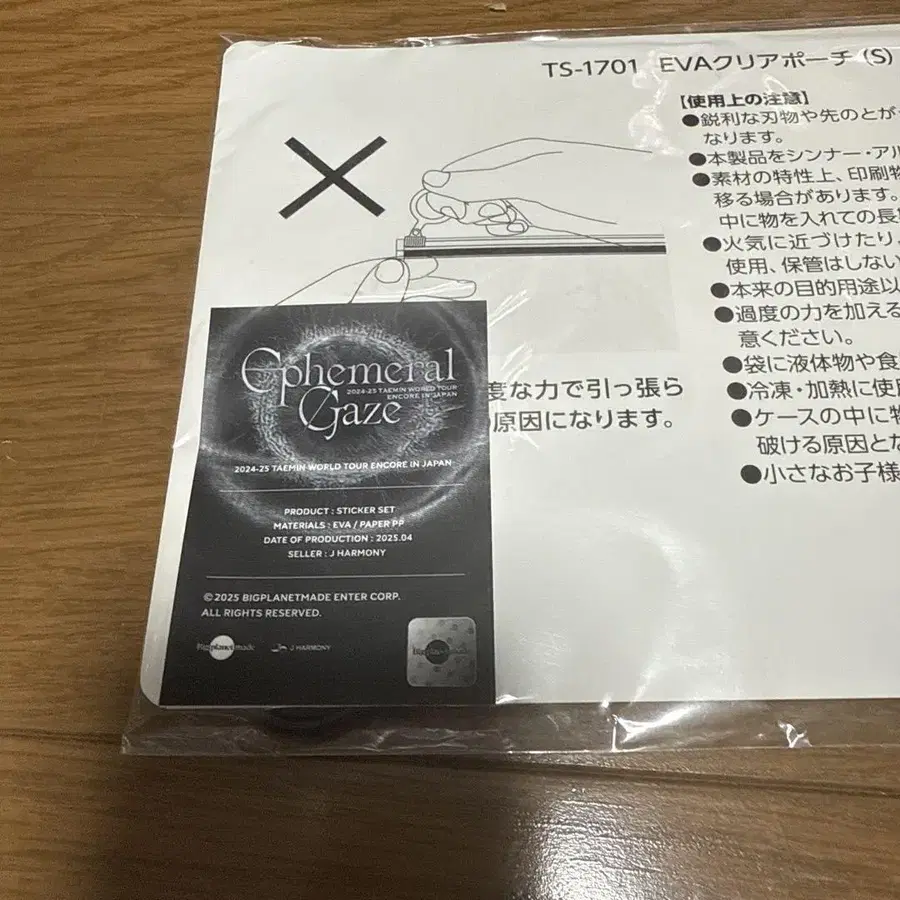 TS-1701 EVAクリアポーチ (S)
【使用上の注意】
●鋭利な刃物や先のとが
なります。
●本製品をシンナー・アル
●素材の特性上、印刷物
移る場合があります。
中に物を入れての長期
●火気に近づけたり、
使用、保管はしない
●本来の目的用途以
●過度の力を加える
意ください。
●袋に液体物や食
●冷凍・加熱に使用
●ケースの中に物
破ける原因とな
●小さなお子様
度な力で引っ張ら
原因になります。
Ephemeral
2024-25 TAEMIN WORLD TOUR
ENCORE IN JAPAN
Gaze
2024-25 TAEMIN WORLD TOUR ENCORE IN JAPAN
PRODUCT : STICKER SET
MATERIALS : EVA / PAPER PP
DATE OF PRODUCTION : 2025.04
SELLER : J HARMONY
©2025 BIGPLANETMADE ENTER CORP.
ALL RIGHTS RESERVED.
Bigplanetmade
J HARMONY
Bigplanetmade